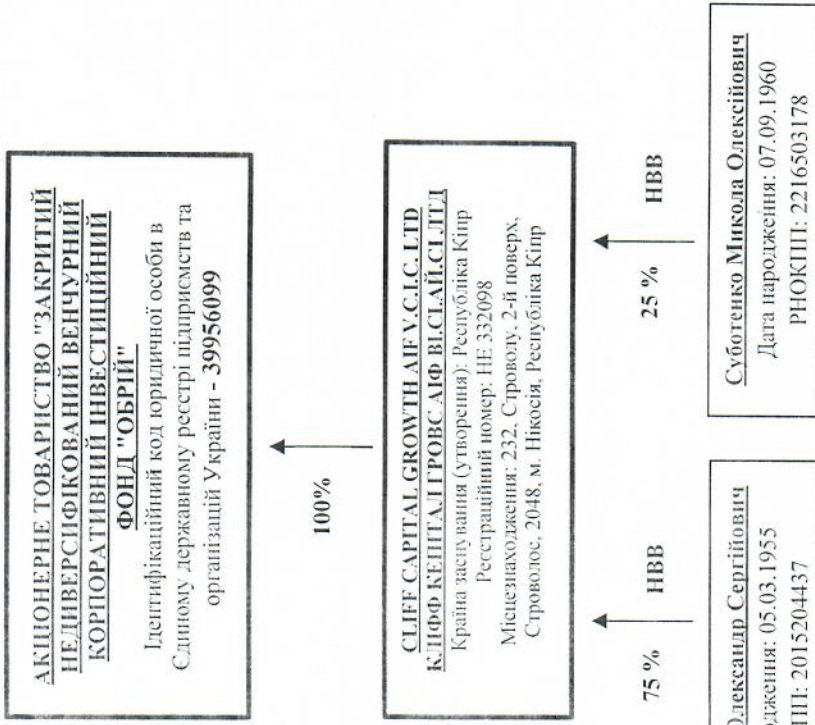 АКЦІОНЕРНЕ ТОВАРИСТВО "ЗАКРИТИЙ
НЕДИВЕРСИФІКОВАНИЙ ВЕНЧУРНИЙ
КОРПОРАТИВНИЙ ІНВЕСТИЦІЙНИЙ
ФОНД "ОБРІЙ"
Ідентифікаційний код юридичної особи в
Єдиному державному реєстрі підприємств та
організацій України - 39956099
100%
CLIFF CAPITAL GROWTH AIF V.C.I.C. LTD
КЛІФФ КЕПІТАЛ ГРОВС АІФ ВІ.СІ.АЙ.СІ ЛТД
Країна заснування (утворення): Республіка Кіпр
Реєстраційний номер: HE 332098
Місцезнаходження: 232, Строволу, 2-й поверх,
Строволос, 2048, м. Нікосія, Республіка Кіпр
75 % НВВ
25 % НВВ
Олександр Сергійович
одження: 05.03.1955
ПП: 2015204437
Суботенко Микола Олексійович
Дата народження: 07.09.1960
РНОКПП: 2216503178